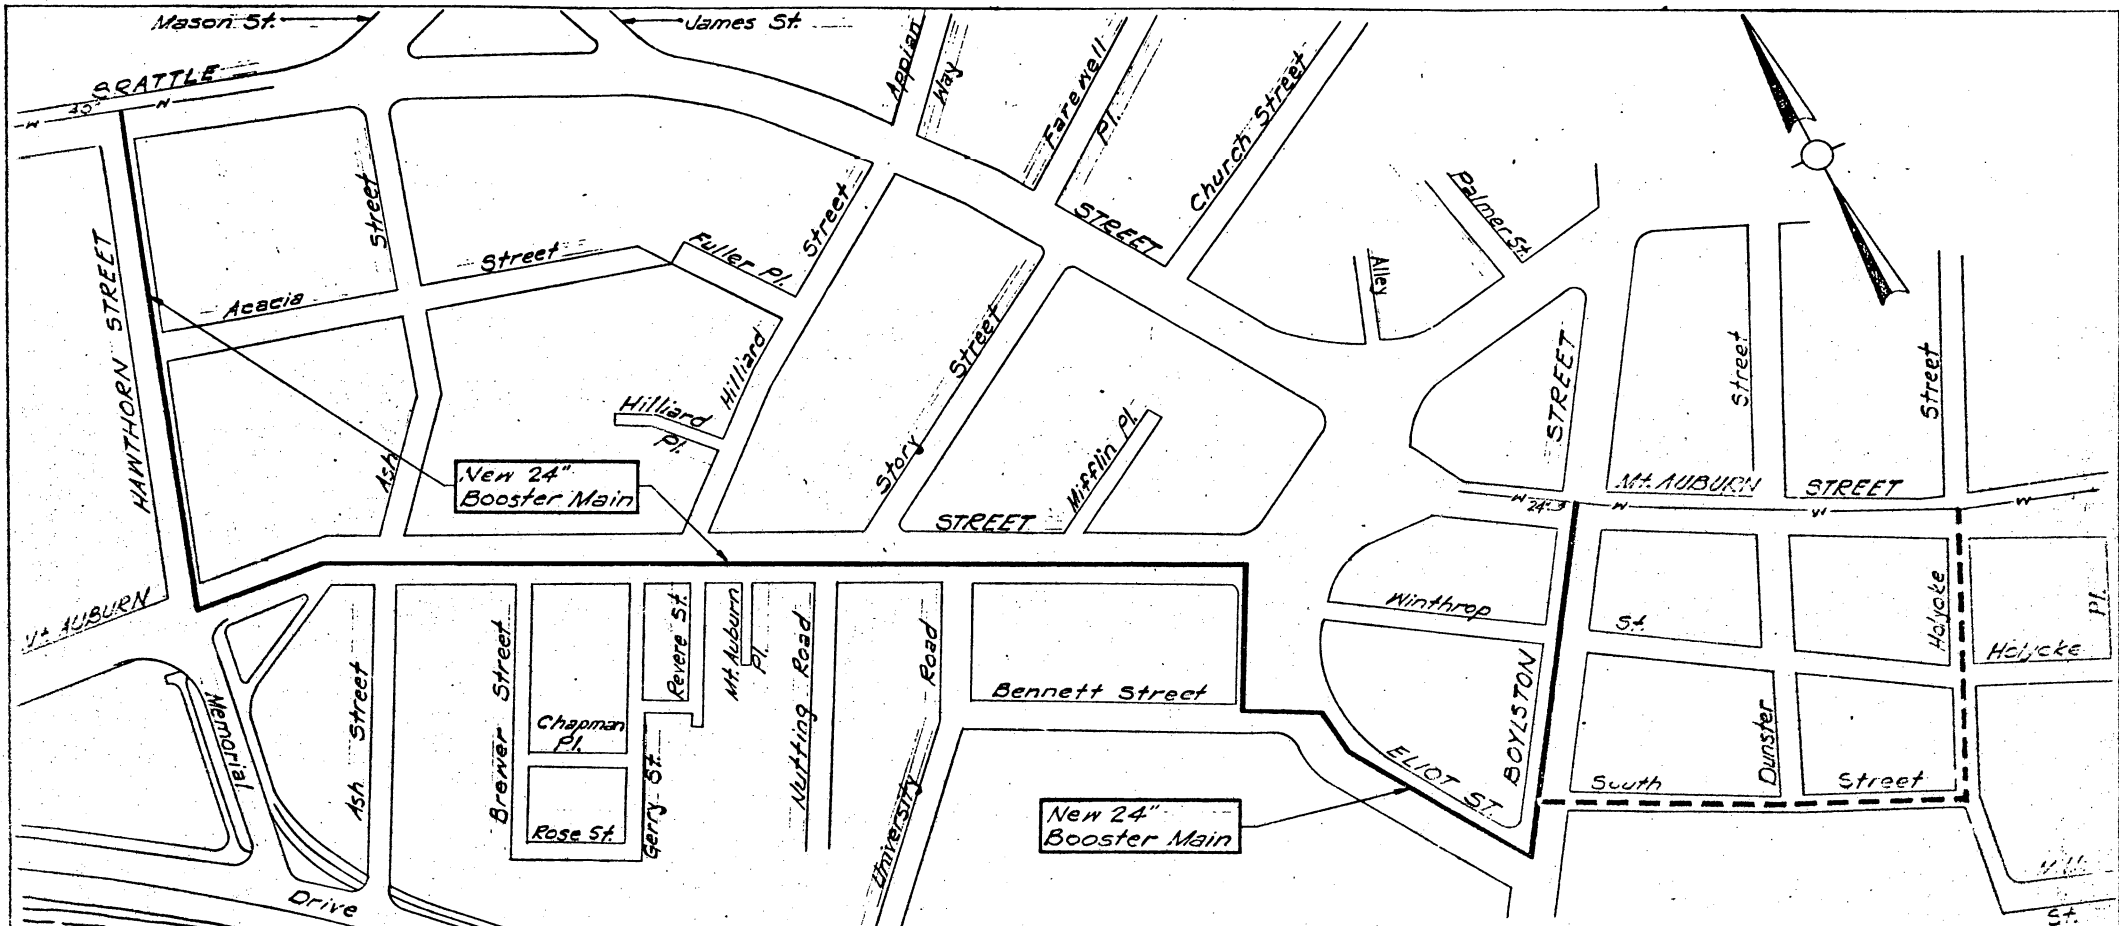 Mason St.
James St.
BRATTLE
40"
W
W
Appian
Way
Farewell
Pl.
Church Street
STREET
Palmer St.
Alley
HAWTHORN STREET
Street
Acacia
Street
Fuller Pl.
Street
Hilliard
Hilliard
Pl.
Ash
Story
Street
Mifflin Pl.
STREET
STREET
Street
Street
New 24"
Booster Main
W
24"
W
Mt. AUBURN
STREET
W
W
Mt. AUBURN
Memorial
Drive
Ash Street
Brewer Street
Chapman
Pl.
Rose St.
Gerry St.
Revere St.
Mt. Auburn
Pl.
Nutting Road
University
Road
Bennett Street
Winthrop
St.
BOYLSTON
ELIOT ST.
New 24"
Booster Main
South
Street
Dunster
Holyoke
Holyoke
Pl.
St.